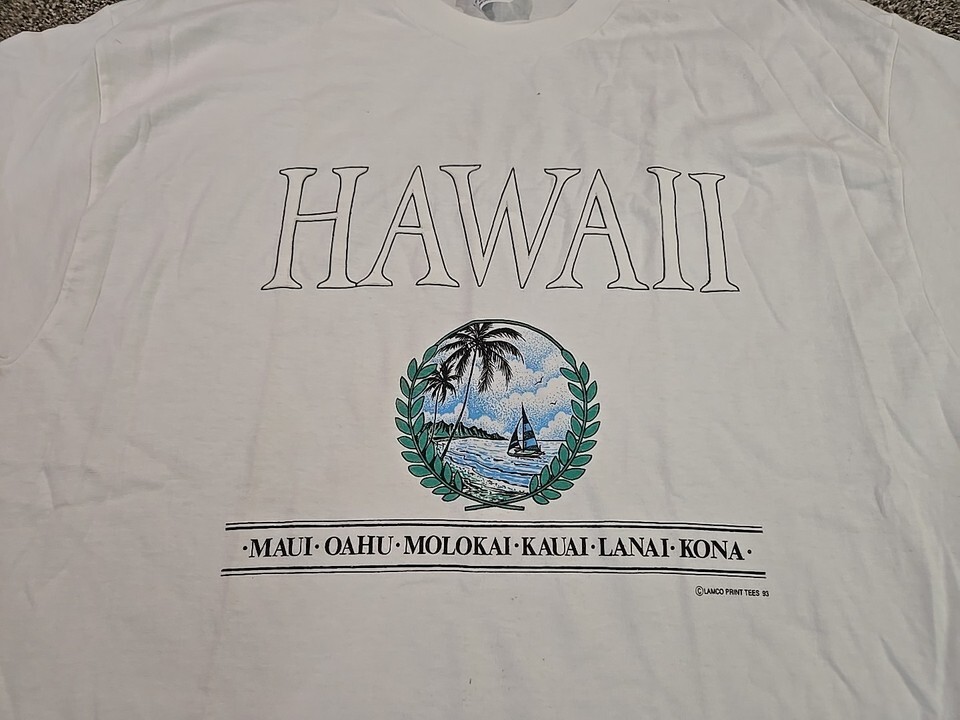 HAWAII
·MAUI·OAHU·MOLOKAI·KAUAI·LANAI·KONA·
©LAMCO PRINT TEES 93